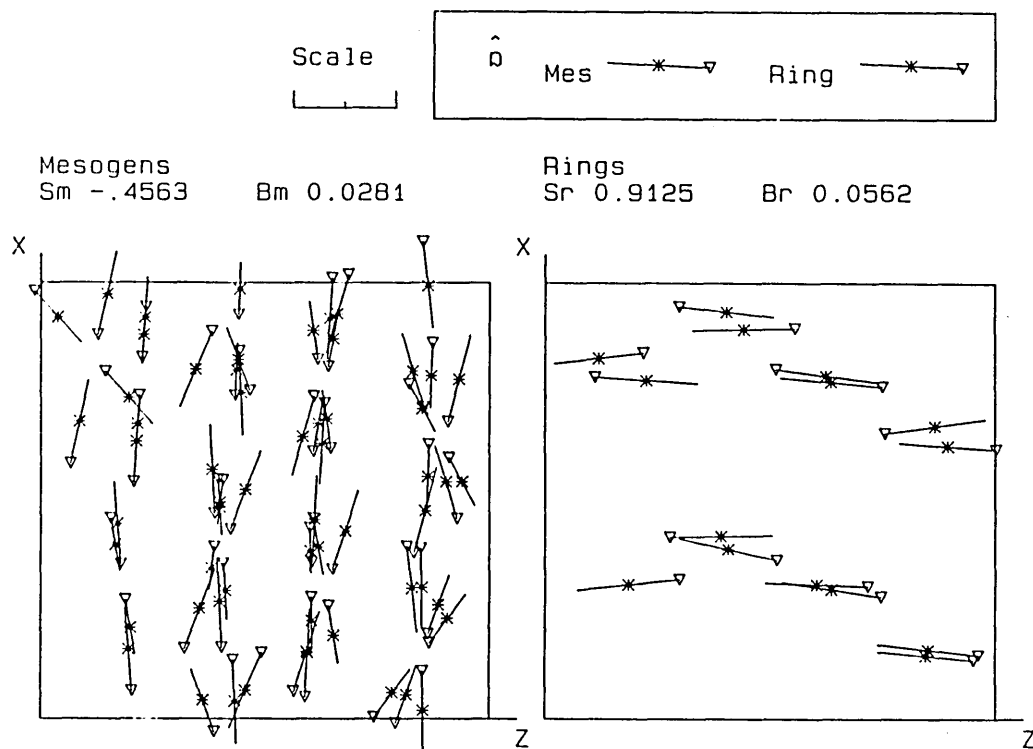 Scale
n̂ Mes Ring
Mesogens
Sm -.4563 Bm 0.0281
Rings
Sr 0.9125 Br 0.0562
X
X
Z
Z